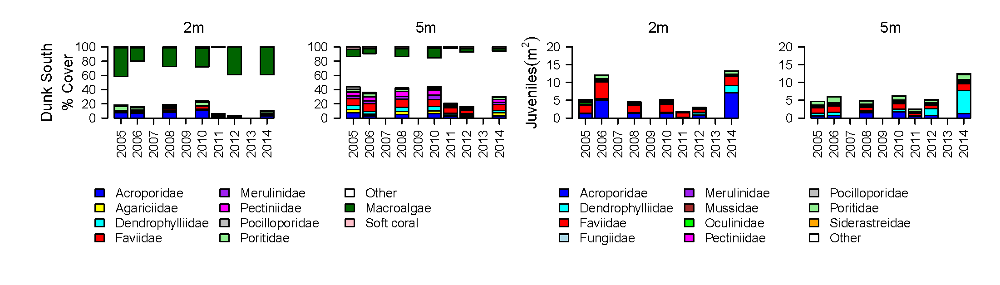 2m 5m 2m 5m
Dunk South
% Cover
100
80
60
40
20
0
2005 2006 2007 2008 2009 2010 2011 2012 2013 2014
100
80
60
40
20
0
2005 2006 2007 2008 2009 2010 2011 2012 2013 2014
Juveniles(m²)
20
15
10
5
0
2005 2006 2007 2008 2009 2010 2011 2012 2013 2014
20
15
10
5
0
2005 2006 2007 2008 2009 2010 2011 2012 2013 2014
Acroporidae
Agariciidae
Dendrophylliidae
Faviidae
Merulinidae
Pectiniidae
Pocilloporidae
Poritidae
Other
Macroalgae
Soft coral
Acroporidae
Dendrophylliidae
Faviidae
Fungiidae
Merulinidae
Mussidae
Oculinidae
Pectiniidae
Pocilloporidae
Poritidae
Siderastreidae
Other